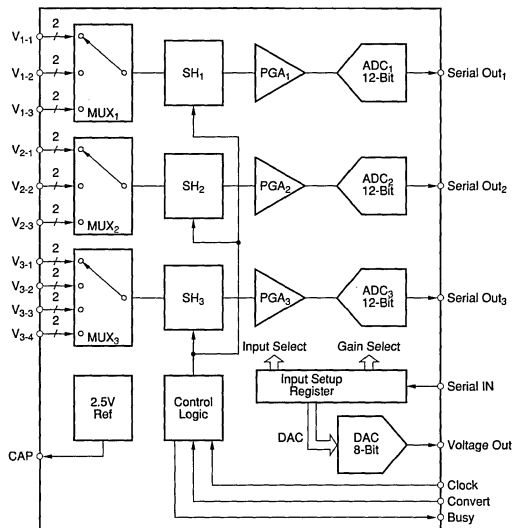 V1-1
2
V1-2
2
V1-3
2
MUX1
SH1
PGA1
ADC1
12-Bit
Serial Out1
V2-1
2
V2-2
2
V2-3
2
MUX2
SH2
PGA2
ADC2
12-Bit
Serial Out2
V3-1
2
V3-2
2
V3-3
2
V3-4
2
MUX3
SH3
PGA3
ADC3
12-Bit
Serial Out3
Input Select
Gain Select
2.5V
Ref
Control
Logic
Input Setup
Register
Serial IN
DAC
DAC
8-Bit
Voltage Out
CAP
Clock
Convert
Busy